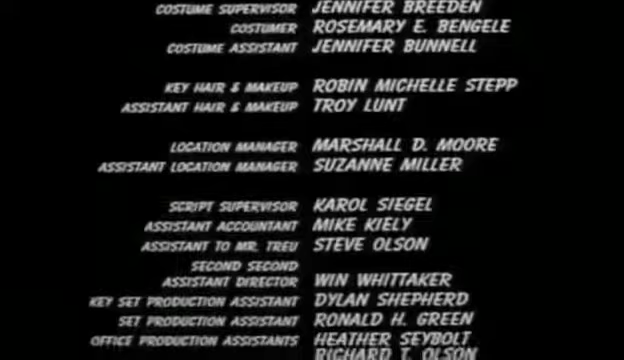 COSTUME SUPERVISOR JENNIFER BREEDEN
COSTUMER ROSEMARY E. BENGELE
COSTUME ASSISTANT JENNIFER BUNNELL
KEY HAIR & MAKEUP ROBIN MICHELLE STEPP
ASSISTANT HAIR & MAKEUP TROY LUNT
LOCATION MANAGER MARSHALL D. MOORE
ASSISTANT LOCATION MANAGER SUZANNE MILLER
SCRIPT SUPERVISOR KAROL SIEGEL
ASSISTANT ACCOUNTANT MIKE KIELY
ASSISTANT TO MR. TREU STEVE OLSON
SECOND SECOND
ASSISTANT DIRECTOR WIN WHITTAKER
KEY SET PRODUCTION ASSISTANT DYLAN SHEPHERD
SET PRODUCTION ASSISTANT RONALD H. GREEN
OFFICE PRODUCTION ASSISTANTS HEATHER SEYBOLT
RICHARD T. OLSON